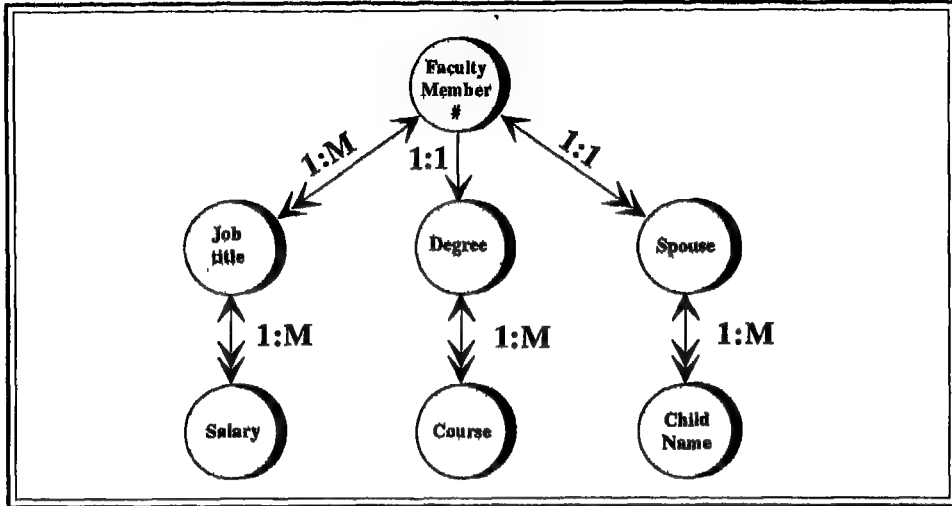 Faculty
Member
#
1:M
1:1
1:1
Job
title
Degree
Spouse
1:M
1:M
1:M
Salary
Course
Child
Name